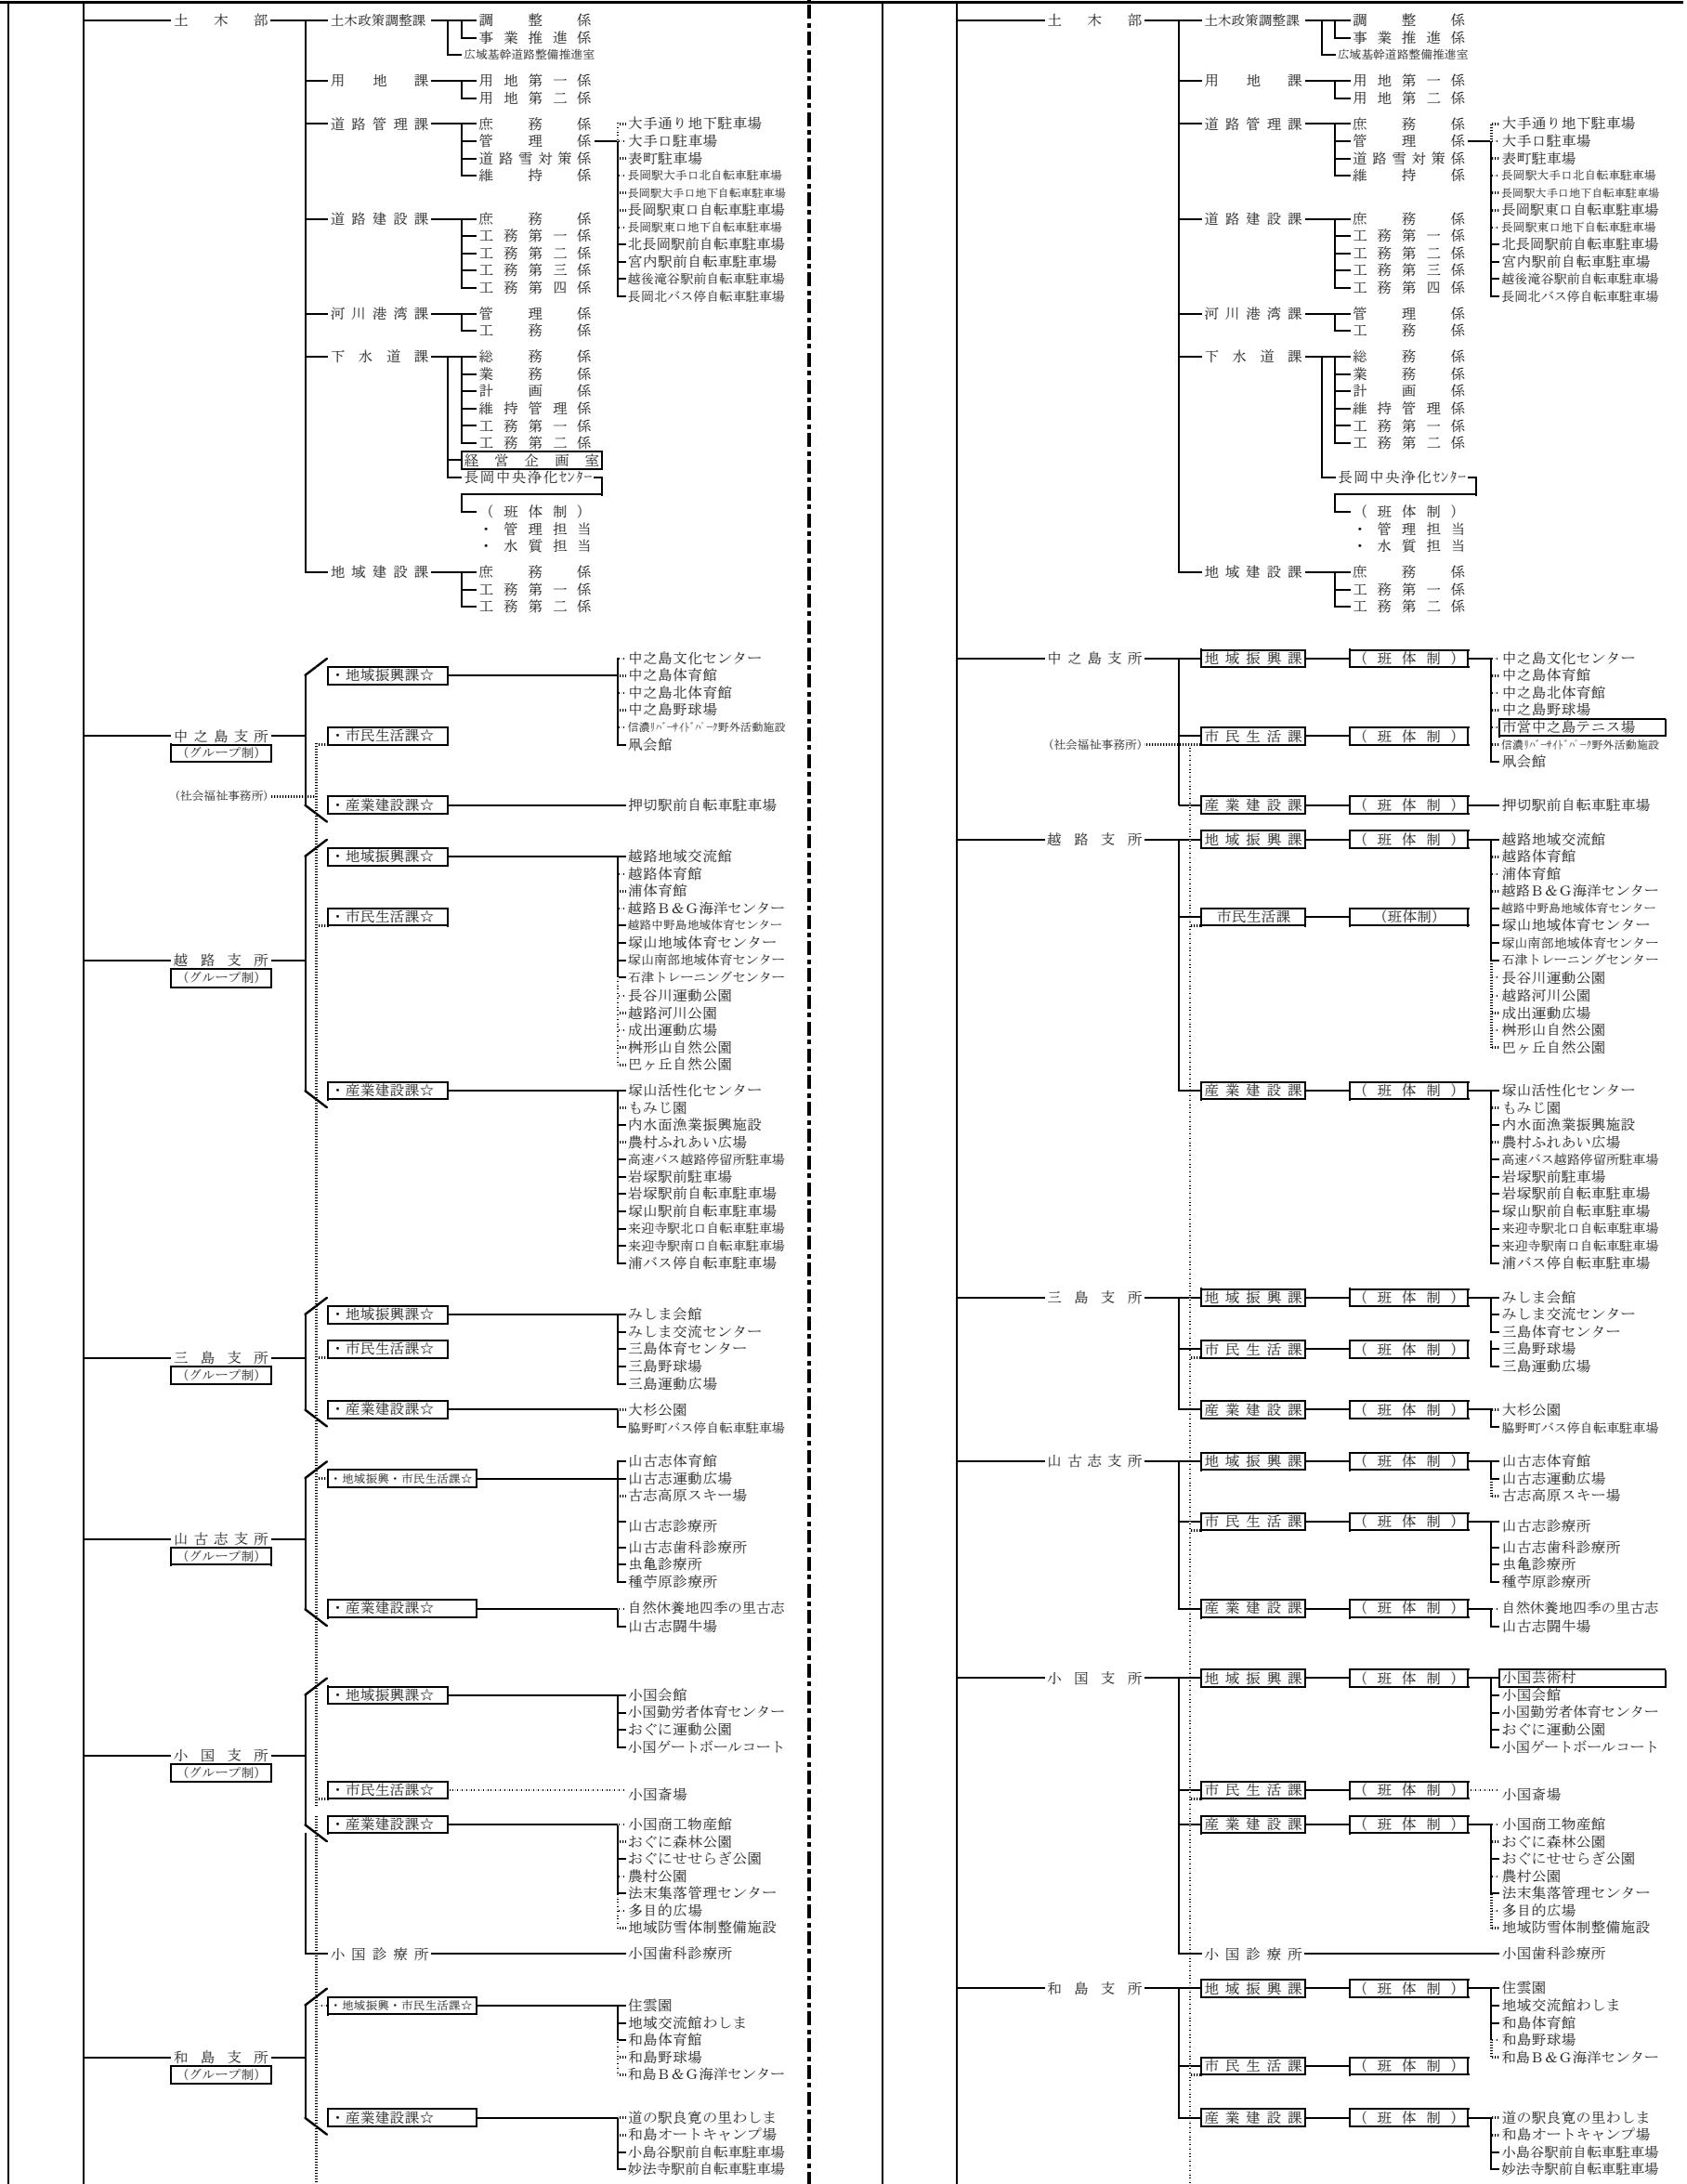 土木部
土木政策調整課
調整係
事業推進係
広域基幹道路整備推進室
用地課
用地第一係
用地第二係
道路管理課
庶務係
管理係
道路雪対策係
維持係
大手通り地下駐車場
大手口駐車場
表町駐車場
長岡駅大手口北自転車駐車場
長岡駅大手口地下自転車駐車場
長岡駅東口自転車駐車場
長岡駅東口地下自転車駐車場
北長岡駅前自転車駐車場
宮内駅前自転車駐車場
越後滝谷駅前自転車駐車場
長岡北バス停自転車駐車場
道路建設課
庶務係
工務第一係
工務第二係
工務第三係
工務第四係
河川港湾課
管理係
工務係
下水道課
総務係
業務係
計画係
維持管理係
工務第一係
工務第二係
経営企画室
長岡中央浄化センター
(班体制)
・管理担当
・水質担当
地域建設課
庶務係
工務第一係
工務第二係
中之島支所
(グループ制)
(社会福祉事務所)
・地域振興課☆
中之島文化センター
中之島体育館
中之島北体育館
中之島野球場
信濃リバーサイドパーク野外活動施設
凧会館
・市民生活課☆
・産業建設課☆
押切駅前自転車駐車場
越路支所
(グループ制)
・地域振興課☆
越路地域交流館
越路体育館
浦体育館
越路B＆G海洋センター
越路中野島地域体育センター
塚山地域体育センター
塚山南部地域体育センター
石津トレーニングセンター
長谷川運動公園
越路河川公園
成出運動広場
桝形山自然公園
巴ヶ丘自然公園
・市民生活課☆
・産業建設課☆
塚山活性化センター
もみじ園
内水面漁業振興施設
農村ふれあい広場
高速バス越路停留所駐車場
岩塚駅前駐車場
岩塚駅前自転車駐車場
塚山駅前自転車駐車場
来迎寺駅北口自転車駐車場
来迎寺駅南口自転車駐車場
浦バス停自転車駐車場
三島支所
(グループ制)
・地域振興課☆
みしま会館
みしま交流センター
三島体育センター
三島野球場
三島運動広場
・市民生活課☆
・産業建設課☆
大杉公園
脇野町バス停自転車駐車場
山古志支所
(グループ制)
・地域振興・市民生活課☆
山古志体育館
山古志運動広場
古志高原スキー場
山古志診療所
山古志歯科診療所
虫亀診療所
種苧原診療所
・産業建設課☆
自然休養地四季の里古志
山古志闘牛場
小国支所
(グループ制)
・地域振興課☆
小国会館
小国勤労者体育センター
おぐに運動公園
小国ゲートボールコート
・市民生活課☆
小国斎場
・産業建設課☆
小国商工物産館
おぐに森林公園
おぐにせせらぎ公園
農村公園
法末集落管理センター
多目的広場
地域防雪体制整備施設
小国診療所
小国歯科診療所
和島支所
(グループ制)
・地域振興・市民生活課☆
住雲園
地域交流館わしま
和島体育館
和島野球場
和島B＆G海洋センター
・産業建設課☆
道の駅良寛の里わしま
和島オートキャンプ場
小島谷駅前自転車駐車場
妙法寺駅前自転車駐車場
土木部
土木政策調整課
調整係
事業推進係
広域基幹道路整備推進室
用地課
用地第一係
用地第二係
道路管理課
庶務係
管理係
道路雪対策係
維持係
大手通り地下駐車場
大手口駐車場
表町駐車場
長岡駅大手口北自転車駐車場
長岡駅大手口地下自転車駐車場
長岡駅東口自転車駐車場
長岡駅東口地下自転車駐車場
北長岡駅前自転車駐車場
宮内駅前自転車駐車場
越後滝谷駅前自転車駐車場
長岡北バス停自転車駐車場
道路建設課
庶務係
工務第一係
工務第二係
工務第三係
工務第四係
河川港湾課
管理係
工務係
下水道課
総務係
業務係
計画係
維持管理係
工務第一係
工務第二係
長岡中央浄化センター
(班体制)
・管理担当
・水質担当
地域建設課
庶務係
工務第一係
工務第二係
中之島支所
(社会福祉事務所)
地域振興課
(班体制)
中之島文化センター
中之島体育館
中之島北体育館
中之島野球場
市営中之島テニス場
信濃リバーサイドパーク野外活動施設
凧会館
市民生活課
(班体制)
産業建設課
(班体制)
押切駅前自転車駐車場
越路支所
地域振興課
(班体制)
越路地域交流館
越路体育館
浦体育館
越路B＆G海洋センター
越路中野島地域体育センター
塚山地域体育センター
塚山南部地域体育センター
石津トレーニングセンター
長谷川運動公園
越路河川公園
成出運動広場
桝形山自然公園
巴ヶ丘自然公園
市民生活課
(班体制)
産業建設課
(班体制)
塚山活性化センター
もみじ園
内水面漁業振興施設
農村ふれあい広場
高速バス越路停留所駐車場
岩塚駅前駐車場
岩塚駅前自転車駐車場
塚山駅前自転車駐車場
来迎寺駅北口自転車駐車場
来迎寺駅南口自転車駐車場
浦バス停自転車駐車場
三島支所
地域振興課
(班体制)
みしま会館
みしま交流センター
三島体育センター
三島野球場
三島運動広場
市民生活課
(班体制)
産業建設課
(班体制)
大杉公園
脇野町バス停自転車駐車場
山古志支所
地域振興課
(班体制)
山古志体育館
山古志運動広場
古志高原スキー場
市民生活課
(班体制)
山古志診療所
山古志歯科診療所
虫亀診療所
種苧原診療所
産業建設課
(班体制)
自然休養地四季の里古志
山古志闘牛場
小国支所
地域振興課
(班体制)
小国芸術村
小国会館
小国勤労者体育センター
おぐに運動公園
小国ゲートボールコート
市民生活課
(班体制)
小国斎場
産業建設課
(班体制)
小国商工物産館
おぐに森林公園
おぐにせせらぎ公園
農村公園
法末集落管理センター
多目的広場
地域防雪体制整備施設
小国診療所
小国歯科診療所
和島支所
地域振興課
(班体制)
住雲園
地域交流館わしま
和島体育館
和島野球場
和島B＆G海洋センター
市民生活課
(班体制)
産業建設課
(班体制)
道の駅良寛の里わしま
和島オートキャンプ場
小島谷駅前自転車駐車場
妙法寺駅前自転車駐車場